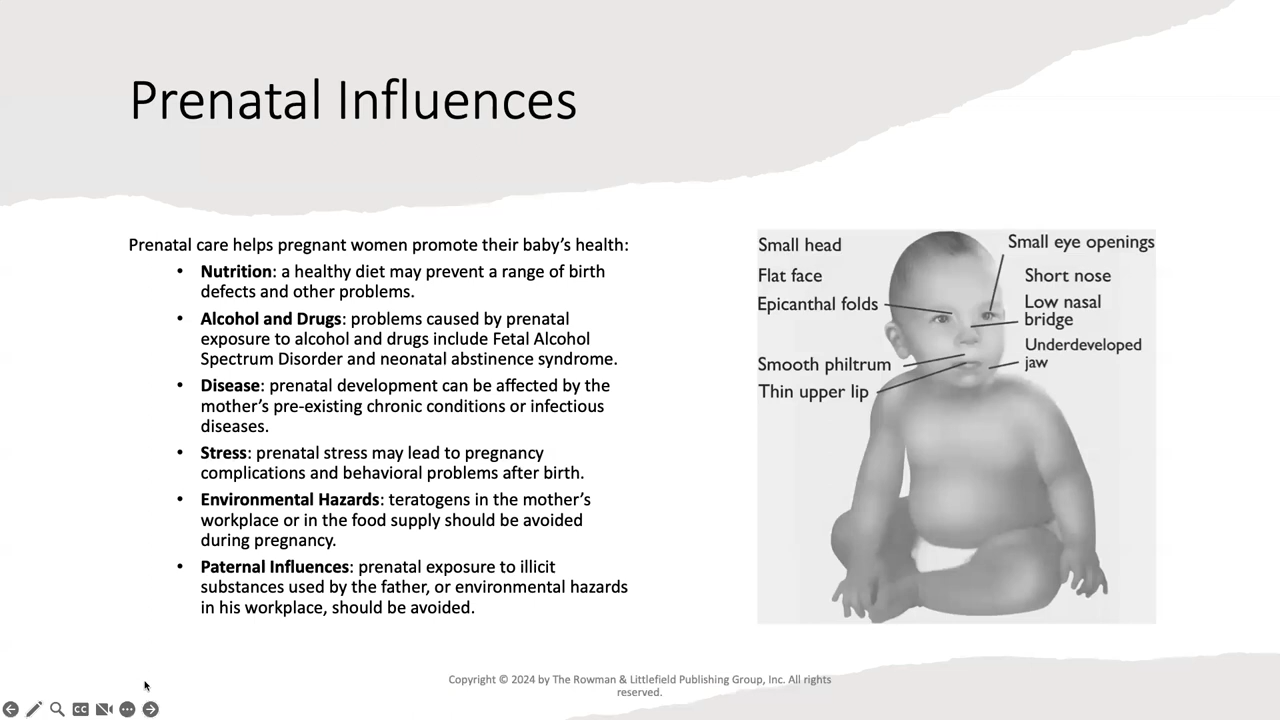 Prenatal Influences
Prenatal care helps pregnant women promote their baby’s health:
• Nutrition: a healthy diet may prevent a range of birth
defects and other problems.
• Alcohol and Drugs: problems caused by prenatal
exposure to alcohol and drugs include Fetal Alcohol
Spectrum Disorder and neonatal abstinence syndrome.
• Disease: prenatal development can be affected by the
mother’s pre-existing chronic conditions or infectious
diseases.
• Stress: prenatal stress may lead to pregnancy
complications and behavioral problems after birth.
• Environmental Hazards: teratogens in the mother’s
workplace or in the food supply should be avoided
during pregnancy.
• Paternal Influences: prenatal exposure to illicit
substances used by the father, or environmental hazards
in his workplace, should be avoided.
Small head
Flat face
Epicanthal folds
Smooth philtrum
Thin upper lip
Small eye openings
Short nose
Low nasal
bridge
Underdeveloped
jaw
Copyright © 2024 by The Rowman & Littlefield Publishing Group, Inc. All rights
reserved.
CC